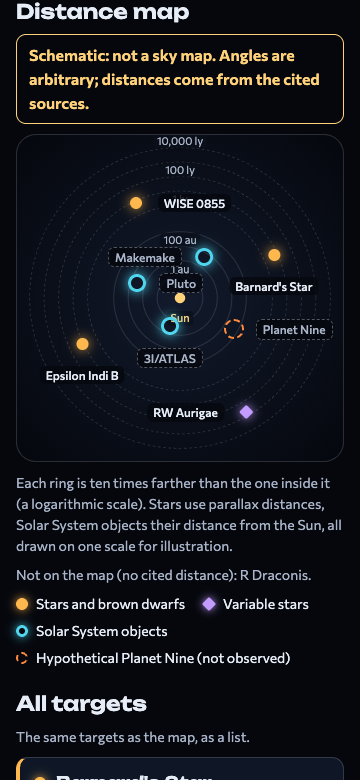 Distance map
Schematic: not a sky map. Angles are
arbitrary; distances come from the cited
sources.
10,000 ly
100 ly
WISE 0855
100 au
Makemake
1 au
Pluto
Barnard's Star
Sun
Planet Nine
3I/ATLAS
Epsilon Indi B
RW Aurigae
Each ring is ten times farther than the one inside it
(a logarithmic scale). Stars use parallax distances,
Solar System objects their distance from the Sun, all
drawn on one scale for illustration.
Not on the map (no cited distance): R Draconis.
Stars and brown dwarfs
Variable stars
Solar System objects
Hypothetical Planet Nine (not observed)
All targets
The same targets as the map, as a list.
Barnard's Star